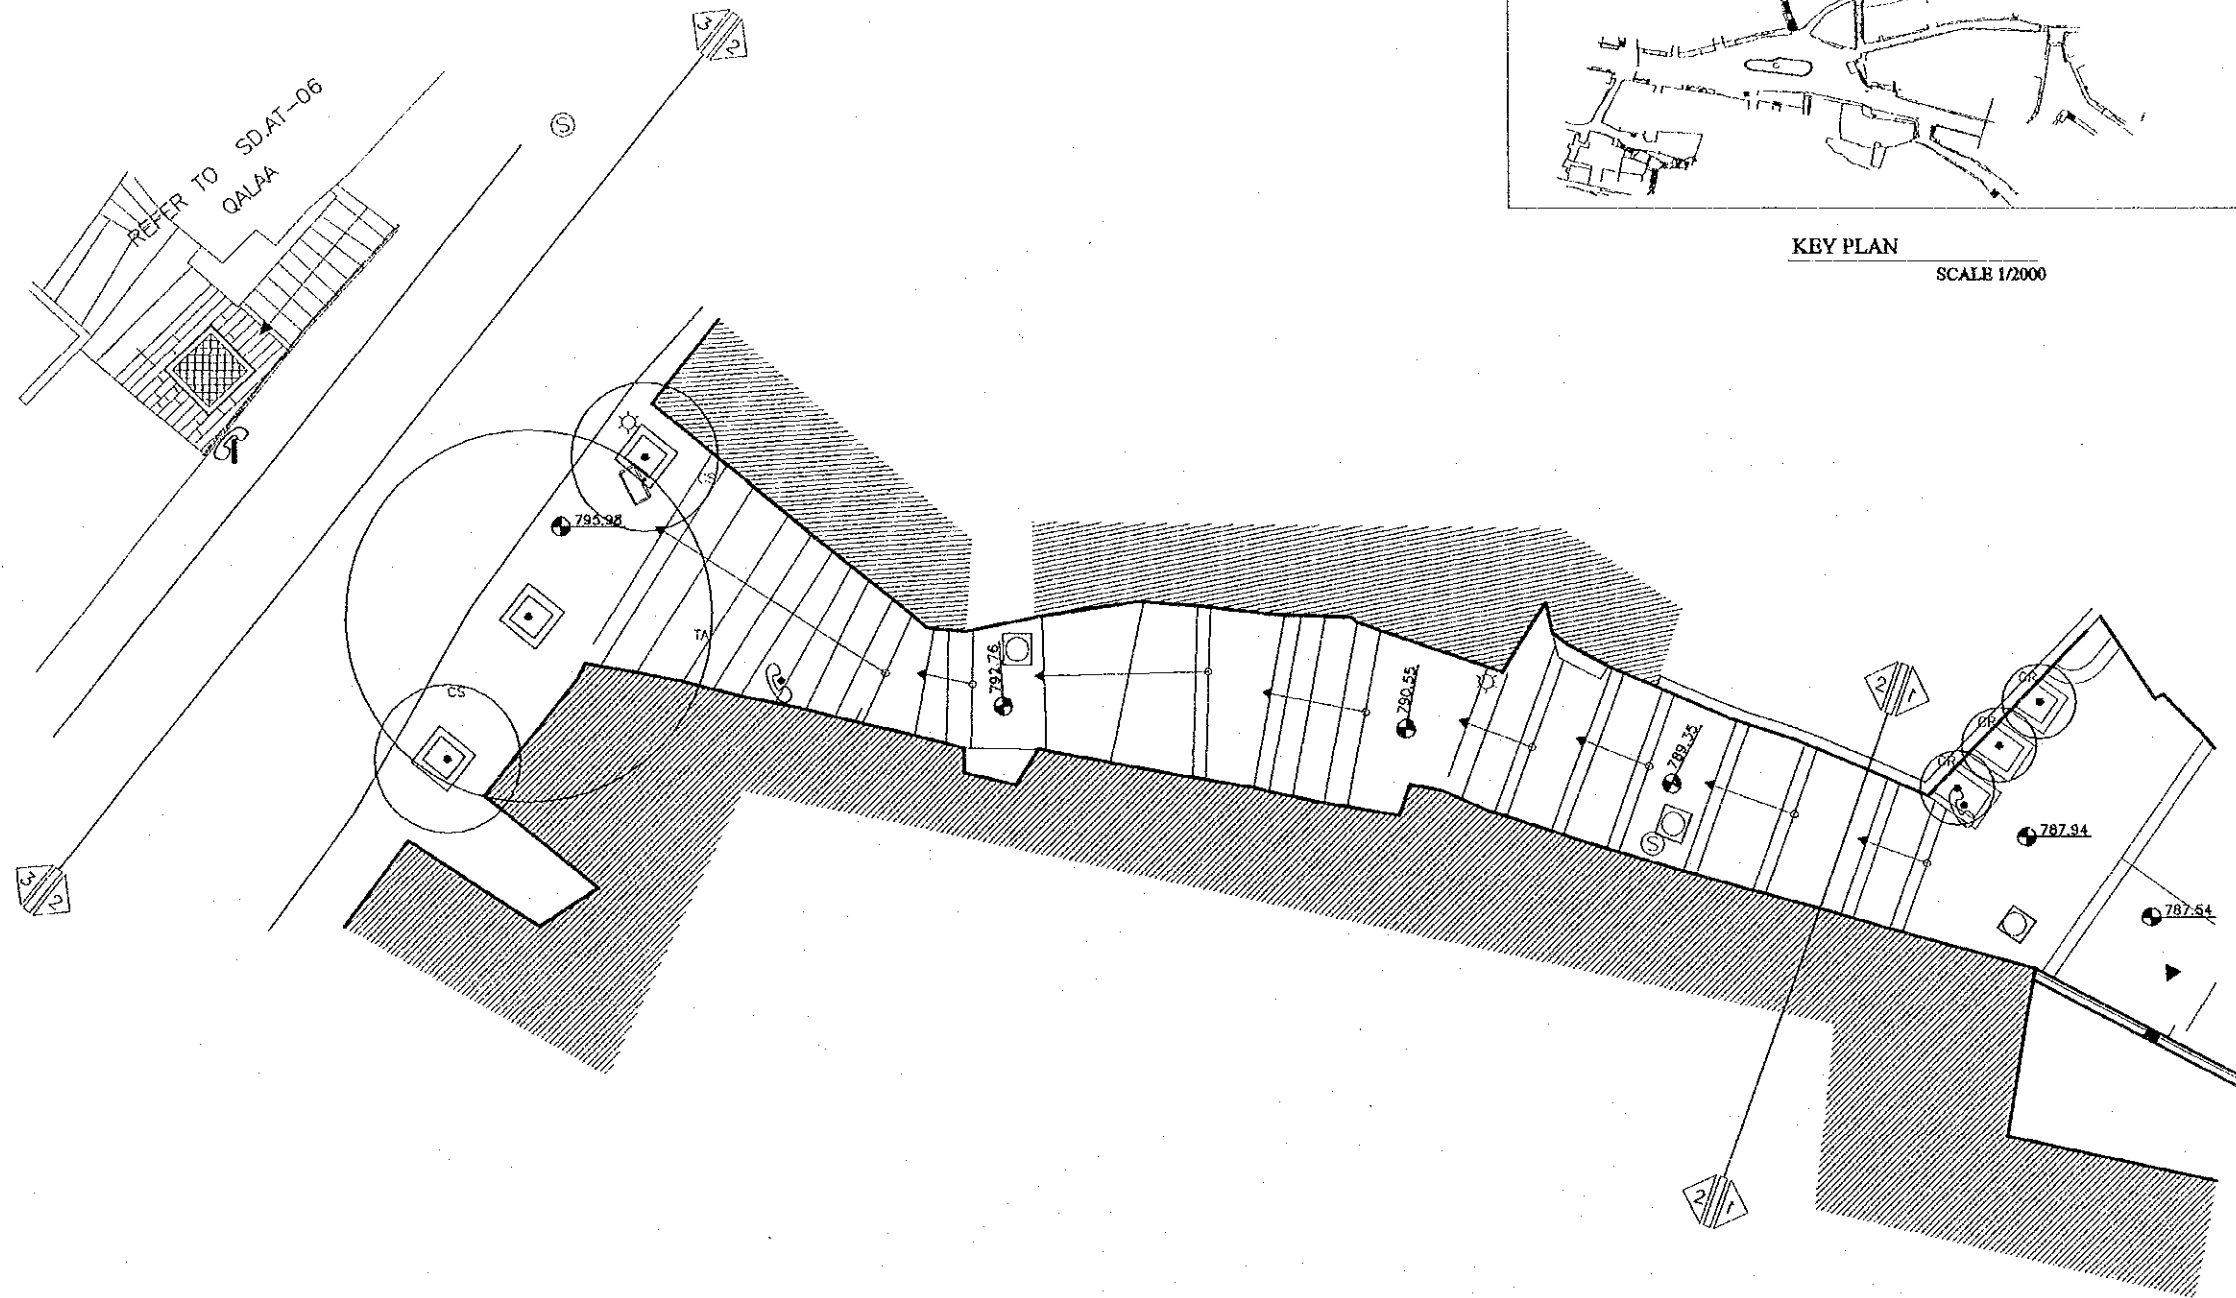 3
2
S
REFER TO SD.AT-06
QALAA
KEY PLAN
SCALE 1/2000
795.98
TA
CS
CS
792.76
790.55
789.35
S
2
1
CR
CR
CR
787.94
787.54
3
2
2
1